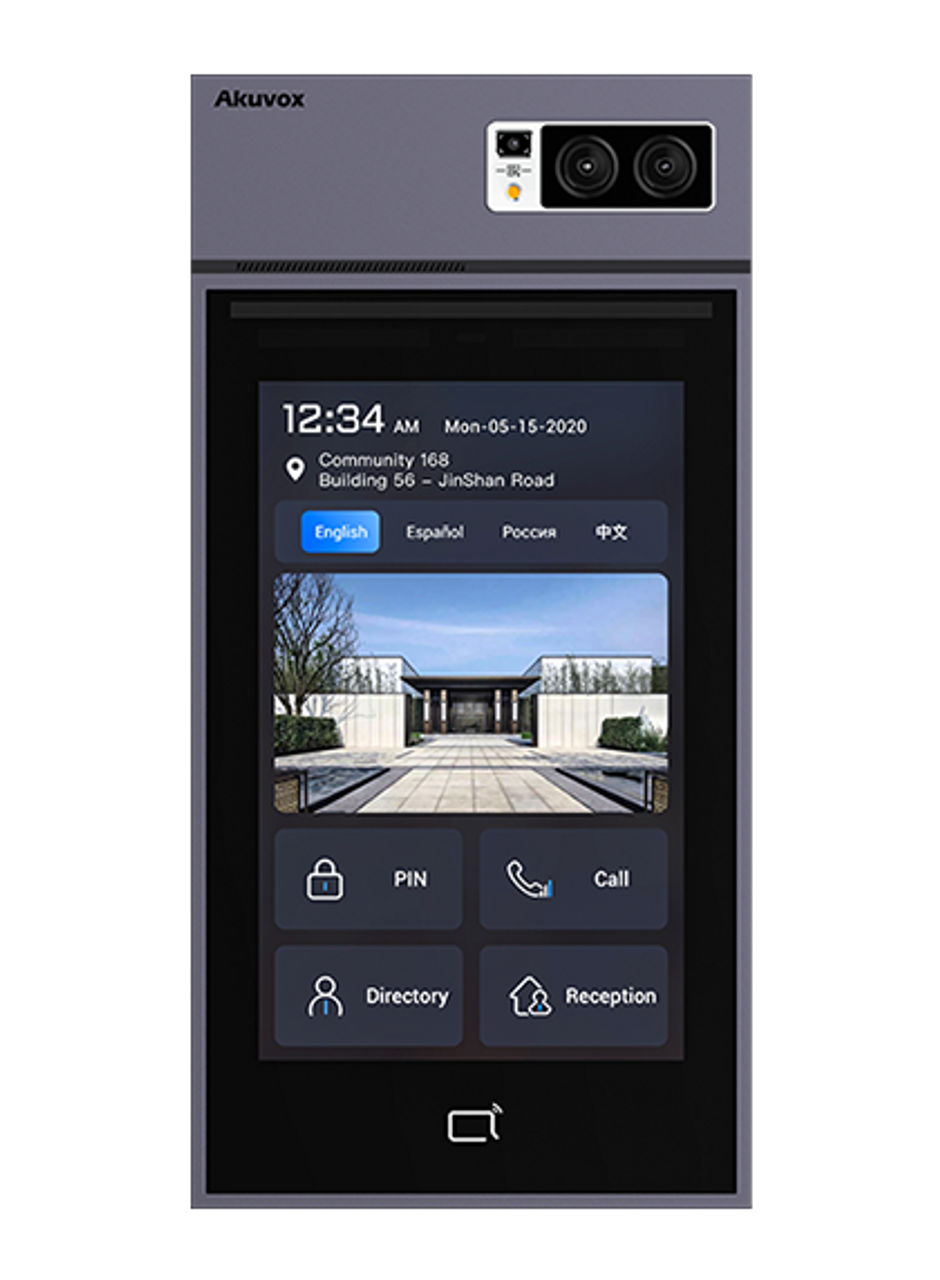 Akuvox
12:34 AM Mon-05-15-2020
Community 168
Building 56 – JinShan Road
English Español Россия 中文
PIN Call
Directory Reception